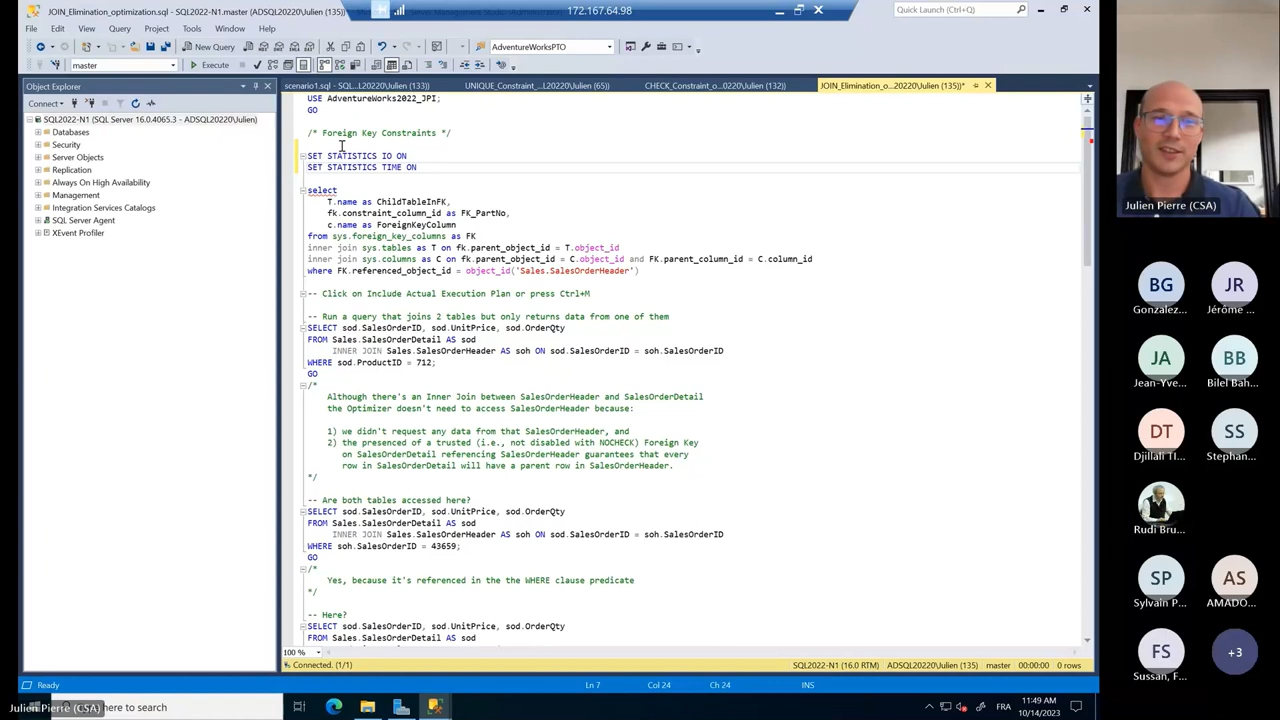 JOIN_Elimination_optimization.sql - SQL2022-N1.master (ADSQL20220\Julien (135))
172.167.64.98
Quick Launch (Ctrl+Q)
File Edit View Query Project Tools Window Help
New Query
AdventureWorksPTO
master
Execute
Object Explorer
scenario1.sql - SQL...L20220\Julien (133))
UNIQUE_Constraint_...20220\Julien (65))
CHECK_Constraint_o...0220\Julien (132))
JOIN_Elimination_o...20220\Julien (135))*
Connect
SQL2022-N1 (SQL Server 16.0.4065.3 - ADSQL20220\Julien)
Databases
Security
Server Objects
Replication
Always On High Availability
Management
Integration Services Catalogs
SQL Server Agent
XEvent Profiler
USE AdventureWorks2022_JPI;
GO
/* Foreign Key Constraints */
SET STATISTICS IO ON
SET STATISTICS TIME ON
select
T.name as ChildTableInFK,
fk.constraint_column_id as FK_PartNo,
c.name as ForeignKeyColumn
from sys.foreign_key_columns as FK
inner join sys.tables as T on fk.parent_object_id = T.object_id
inner join sys.columns as C on fk.parent_object_id = C.object_id and FK.parent_column_id = C.column_id
where FK.referenced_object_id = object_id('Sales.SalesOrderHeader')
-- Click on Include Actual Execution Plan or press Ctrl+M
-- Run a query that joins 2 tables but only returns data from one of them
SELECT sod.SalesOrderID, sod.UnitPrice, sod.OrderQty
FROM Sales.SalesOrderDetail AS sod
INNER JOIN Sales.SalesOrderHeader AS soh ON sod.SalesOrderID = soh.SalesOrderID
WHERE sod.ProductID = 712;
GO
/*
Although there's an Inner Join between SalesOrderHeader and SalesOrderDetail
the Optimizer doesn't need to access SalesOrderHeader because:
1) we didn't request any data from that SalesOrderHeader, and
2) the presenced of a trusted (i.e., not disabled with NOCHECK) Foreign Key
on SalesOrderDetail referencing SalesOrderHeader guarantees that every
row in SalesOrderDetail will have a parent row in SalesOrderHeader.
*/
-- Are both tables accessed here?
SELECT sod.SalesOrderID, sod.UnitPrice, sod.OrderQty
FROM Sales.SalesOrderDetail AS sod
INNER JOIN Sales.SalesOrderHeader AS soh ON sod.SalesOrderID = soh.SalesOrderID
WHERE soh.SalesOrderID = 43659;
GO
/*
Yes, because it's referenced in the the WHERE clause predicate
*/
-- Here?
SELECT sod.SalesOrderID, sod.UnitPrice, sod.OrderQty
FROM Sales.SalesOrderDetail AS sod
100 %
Connected. (1/1)
SQL2022-N1 (16.0 RTM) ADSQL20220\Julien (135) master 00:00:00 0 rows
Ready
Ln 7 Col 24 Ch 24 INS
Julien Pierre (CSA)
here to search
FRA
11:49 AM
10/14/2023
Julien Pierre (CSA)
BG JR
Gonzalez... Jérôme ...
JA BB
Jean-Yve... Bilel Bah...
DT SS
Djillali Ti... Stephan...
Rudi Bru...
SP AS
Sylvain P... AMADO...
FS +3
Sussan, F...